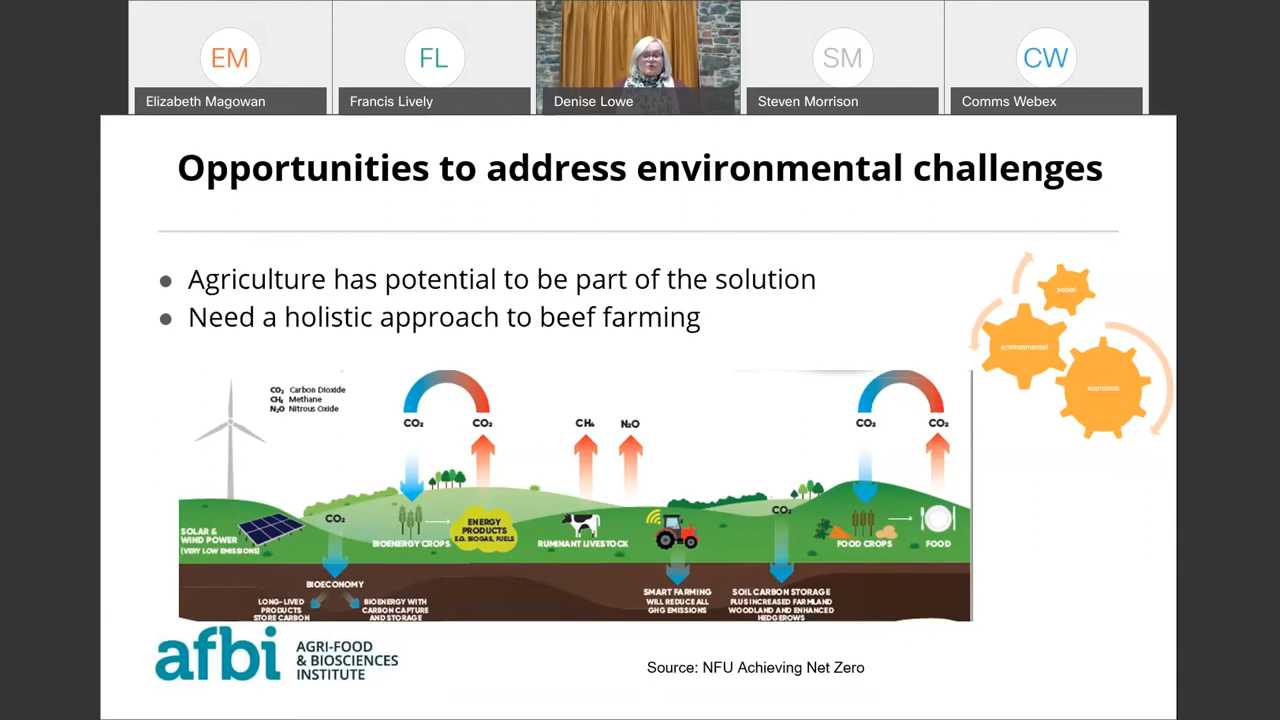 EM
FL
SM
CW
Elizabeth Magowan
Francis Lively
Denise Lowe
Steven Morrison
Comms Webex
Opportunities to address environmental challenges
● Agriculture has potential to be part of the solution
● Need a holistic approach to beef farming
social
environmental
economic
CO₂ Carbon Dioxide
CH₄ Methane
N₂O Nitrous Oxide
CO₂
CO₂
CH₄
N₂O
CO₂
CO₂
SOLAR &
WIND POWER
(VERY LOW EMISSIONS)
CO₂
BIOENERGY CROPS
ENERGY
PRODUCTS
E.G. BIOGAS, FUELS
RUMINANT LIVESTOCK
CO₂
FOOD CROPS
FOOD
BIOECONOMY
LONG-LIVED
PRODUCTS
STORE CARBON
BIOENERGY WITH
CARBON CAPTURE
AND STORAGE
SMART FARMING
WILL REDUCE ALL
GHG EMISSIONS
SOIL CARBON STORAGE
PLUS INCREASED FARMLAND
WOODLAND AND ENHANCED
HEDGEROWS
afbi
AGRI-FOOD
& BIOSCIENCES
INSTITUTE
Source: NFU Achieving Net Zero